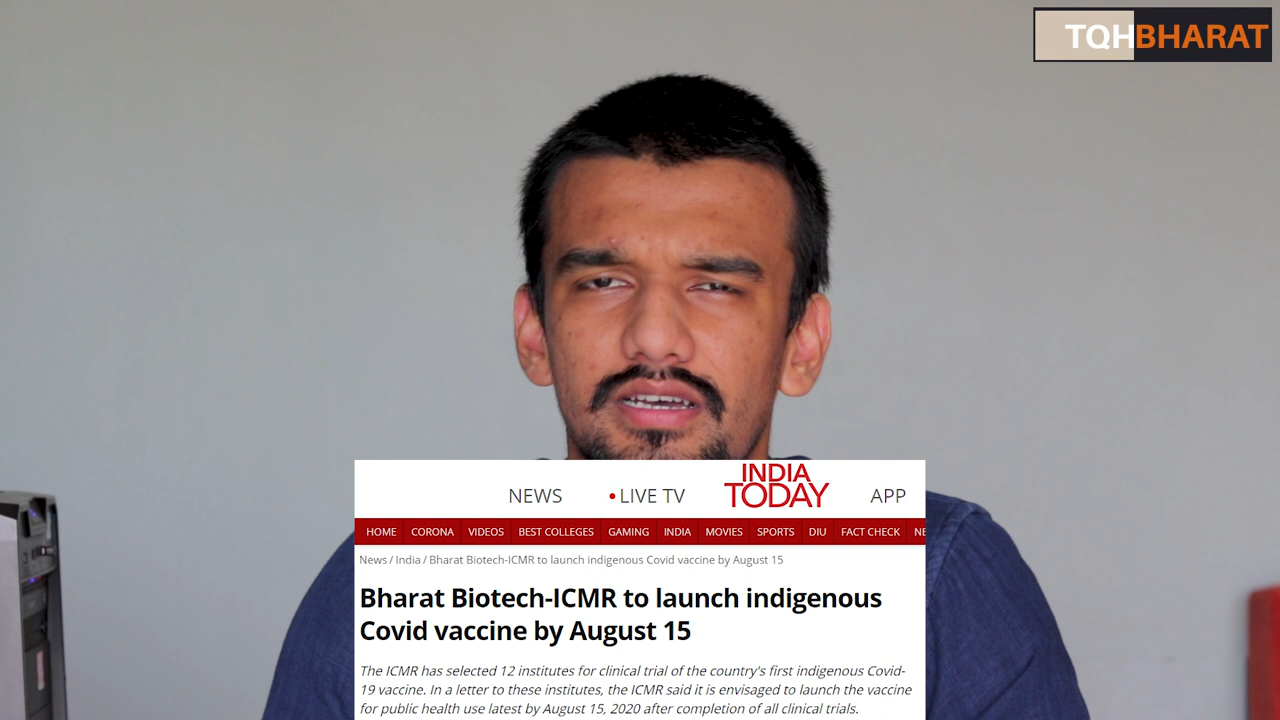 TQHBHARAT
NEWS
LIVE TV
INDIA
TODAY
APP
HOME CORONA VIDEOS BEST COLLEGES GAMING INDIA MOVIES SPORTS DIU FACT CHECK NE
News / India / Bharat Biotech-ICMR to launch indigenous Covid vaccine by August 15
Bharat Biotech-ICMR to launch indigenous
Covid vaccine by August 15
The ICMR has selected 12 institutes for clinical trial of the country's first indigenous Covid-
19 vaccine. In a letter to these institutes, the ICMR said it is envisaged to launch the vaccine
for public health use latest by August 15, 2020 after completion of all clinical trials.